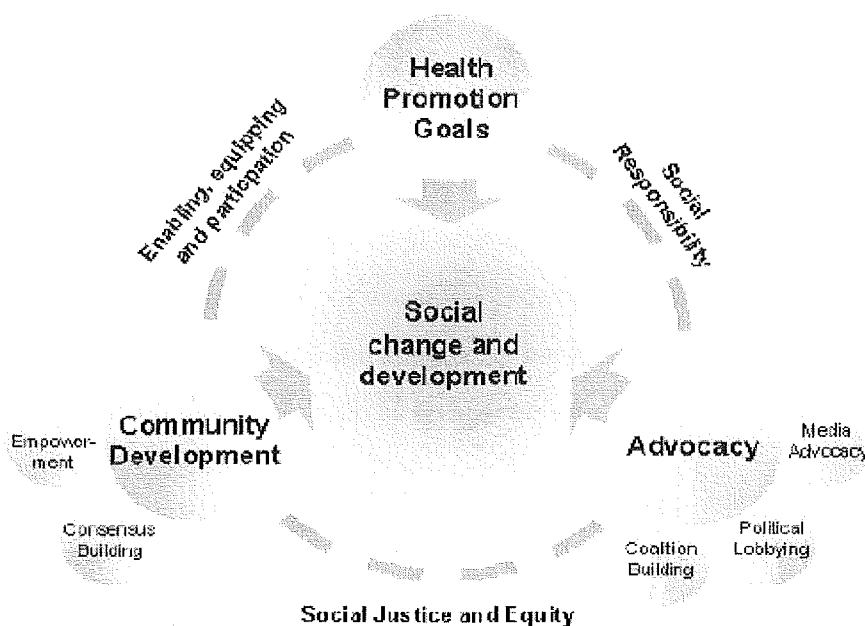 Health
Promotion
Goals
Enabling, equipping
and particpation
Social
Responsibility
Social
change and
development
Community
Development
Empower-
ment
Consensus
Building
Advocacy
Media
Advocacy
Political
Lobbying
Coaltion
Building
Social Justice and Equity